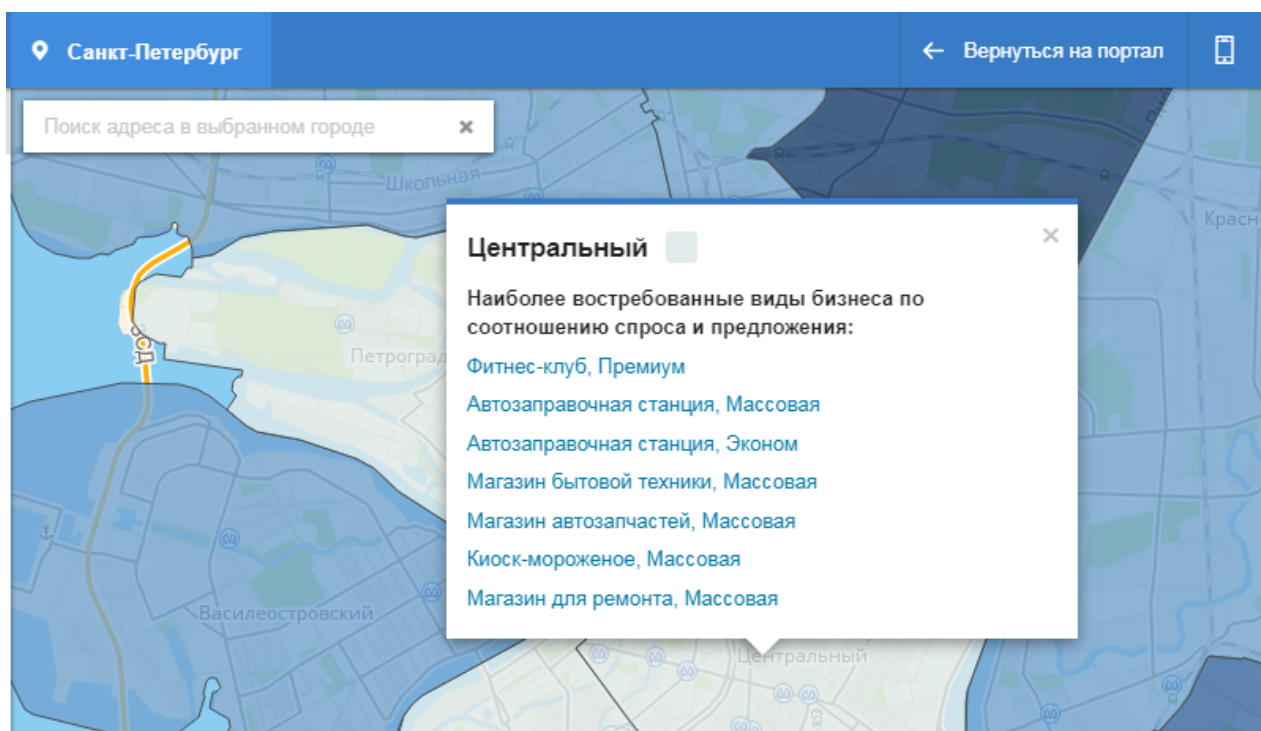 Санкт-Петербург
Вернуться на портал
Поиск адреса в выбранном городе
Школьная
Красн
Центральный
Наиболее востребованные виды бизнеса по
соотношению спроса и предложения:
Фитнес-клуб, Премиум
Петроград
Автозаправочная станция, Массовая
Автозаправочная станция, Эконом
Магазин бытовой техники, Массовая
Магазин автозапчастей, Массовая
Киоск-мороженое, Массовая
Магазин для ремонта, Массовая
ЗСД
Василеостровский
Центральный